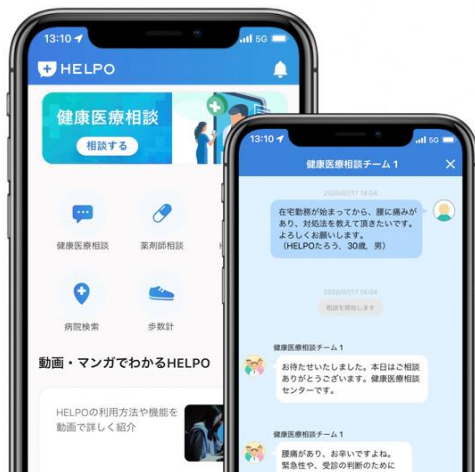 13:10
5G
HELPO
健康医療相談
相談する
健康医療相談
薬剤師相談
病院検索
歩数計
動画・マンガでわかるHELPO
HELPOの利用方法や機能を
動画で詳しく紹介
13:10
5G
健康医療相談チーム 1
2020/07/17 14:04
在宅勤務が始まってから、腰に痛みが
あり、対処法を教えて頂きたいです。
よろしくお願いします。
（HELPOたろう、30歳、男）
2020/07/17 14:04
相談を開始します
健康医療相談チーム 1
お待たせいたしました。本日はご相談
ありがとうございます。健康医療相談
センターです。
健康医療相談チーム 1
腰痛があり、お辛いですよね。
緊急性や、受診の判断のために